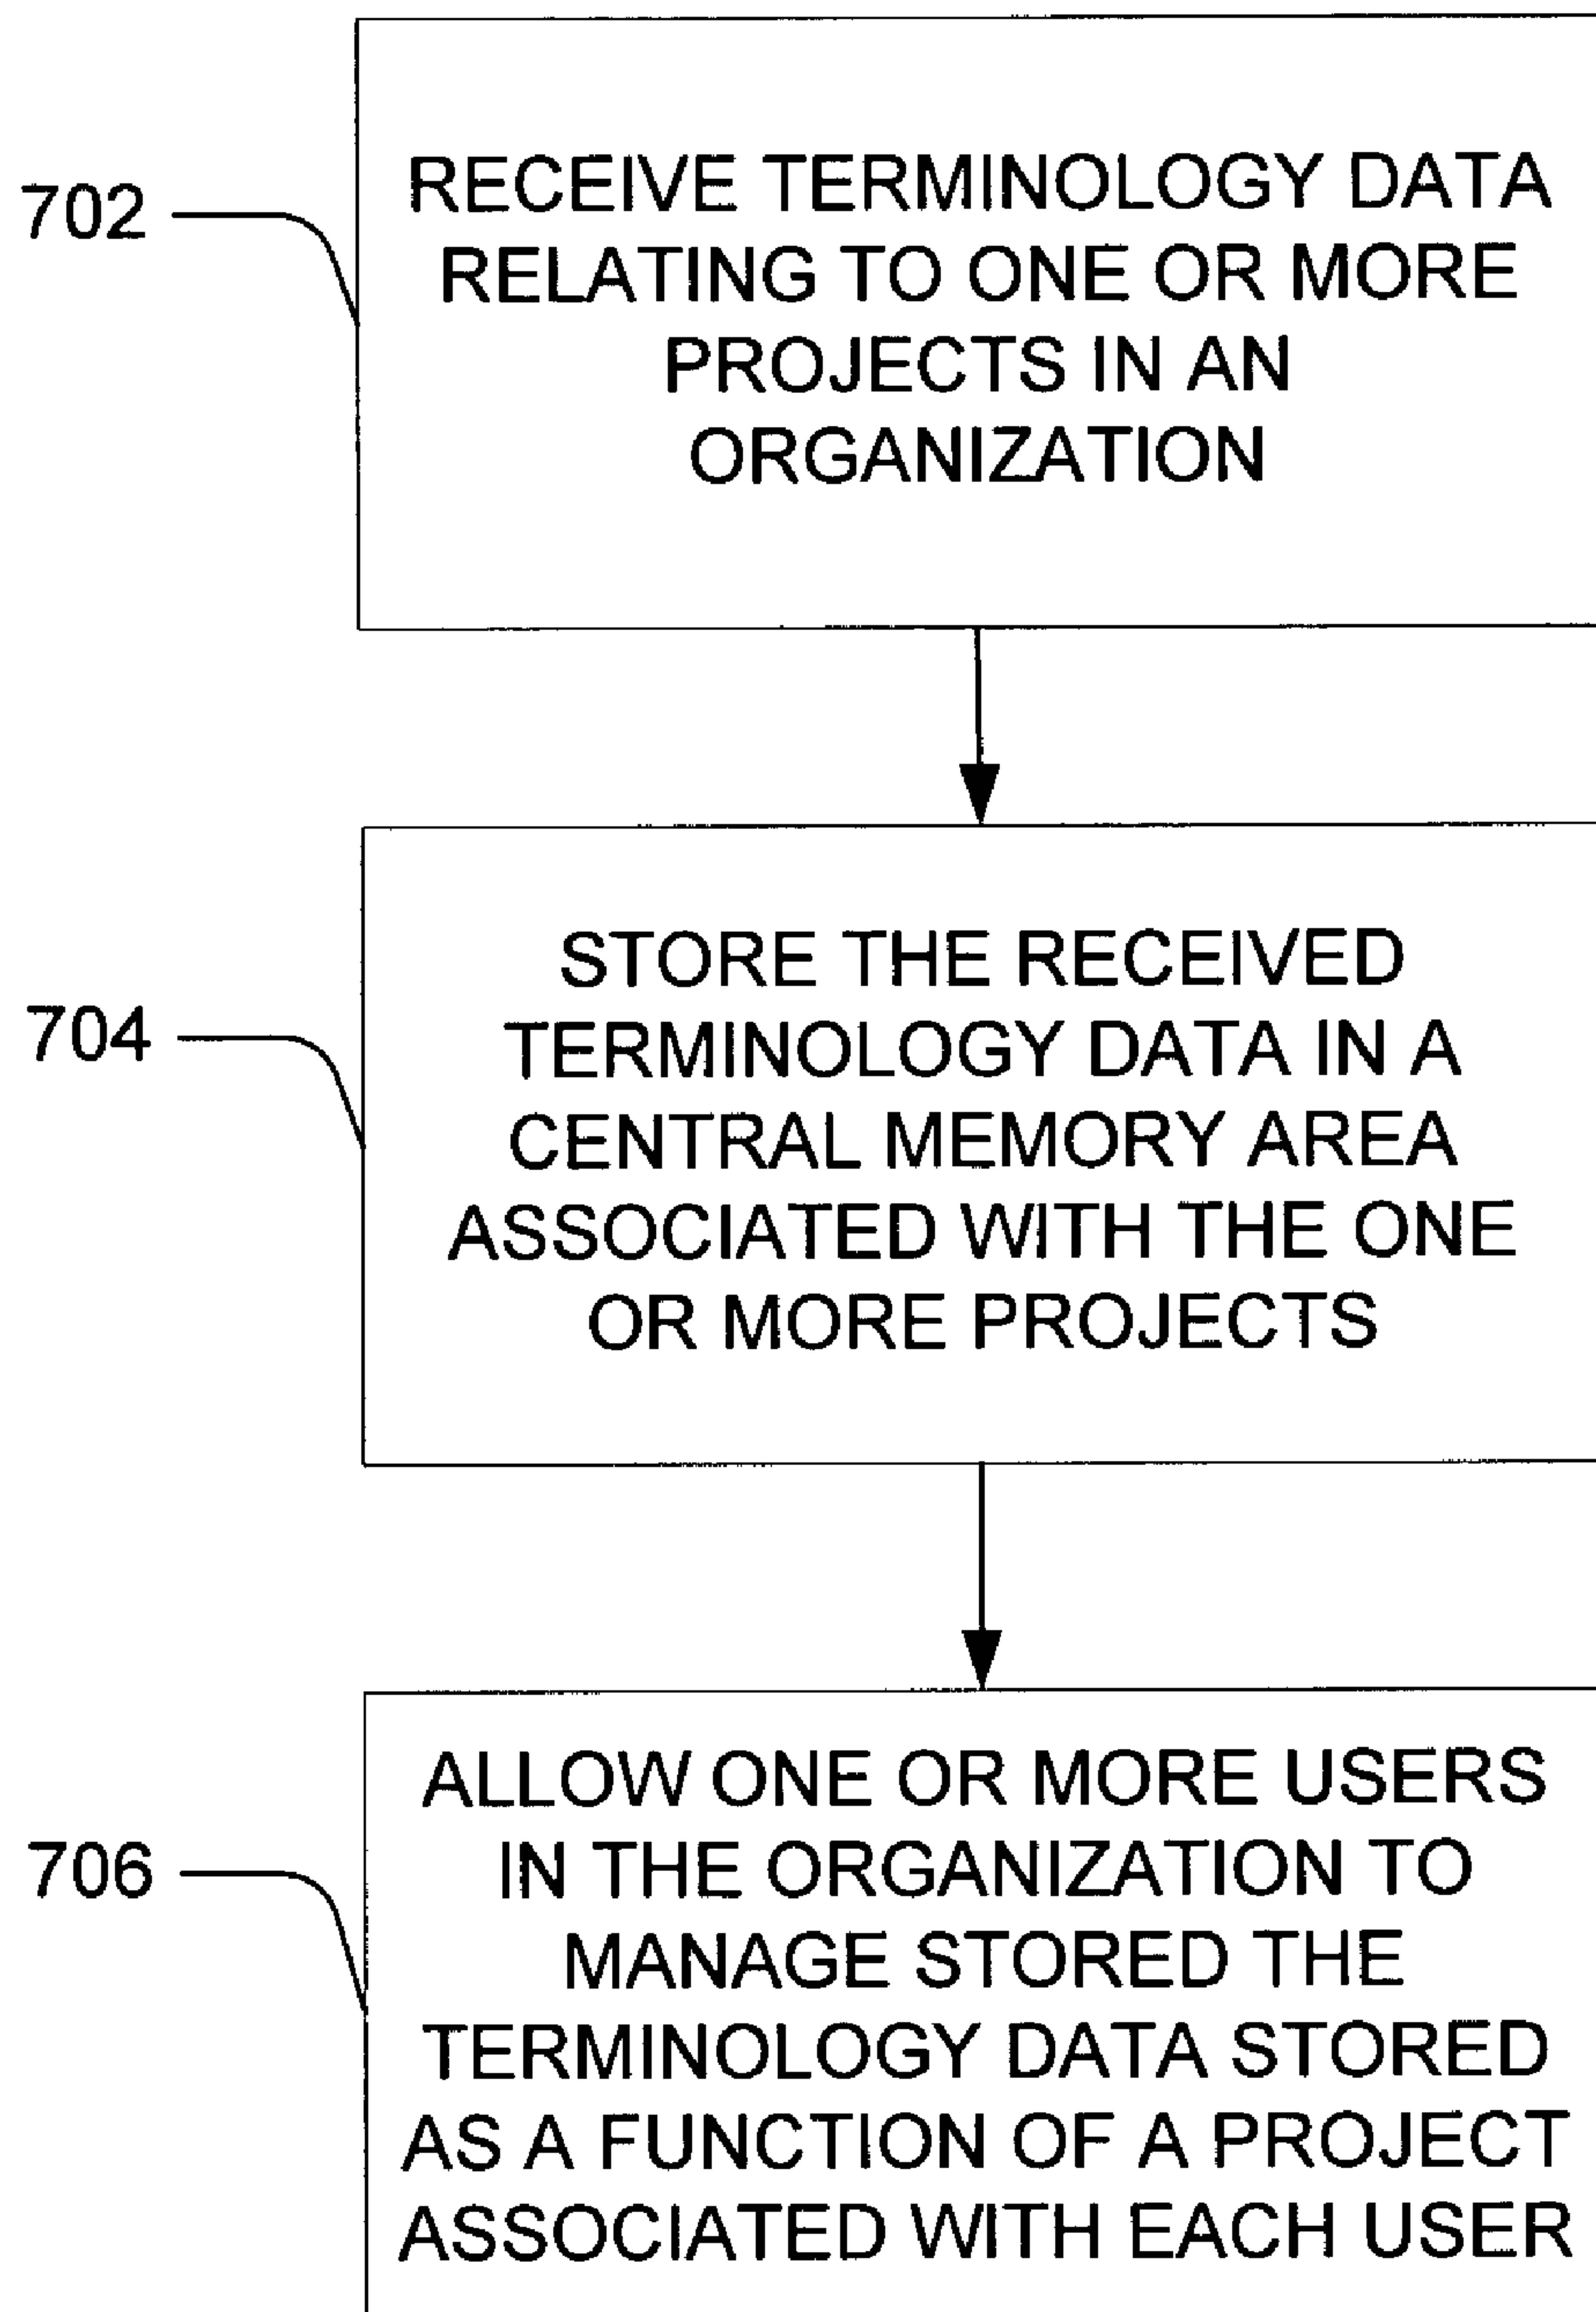 702
RECEIVE TERMINOLOGY DATA
RELATING TO ONE OR MORE
PROJECTS IN AN
ORGANIZATION
704
STORE THE RECEIVED
TERMINOLOGY DATA IN A
CENTRAL MEMORY AREA
ASSOCIATED WITH THE ONE
OR MORE PROJECTS
706
ALLOW ONE OR MORE USERS
IN THE ORGANIZATION TO
MANAGE STORED THE
TERMINOLOGY DATA STORED
AS A FUNCTION OF A PROJECT
ASSOCIATED WITH EACH USER